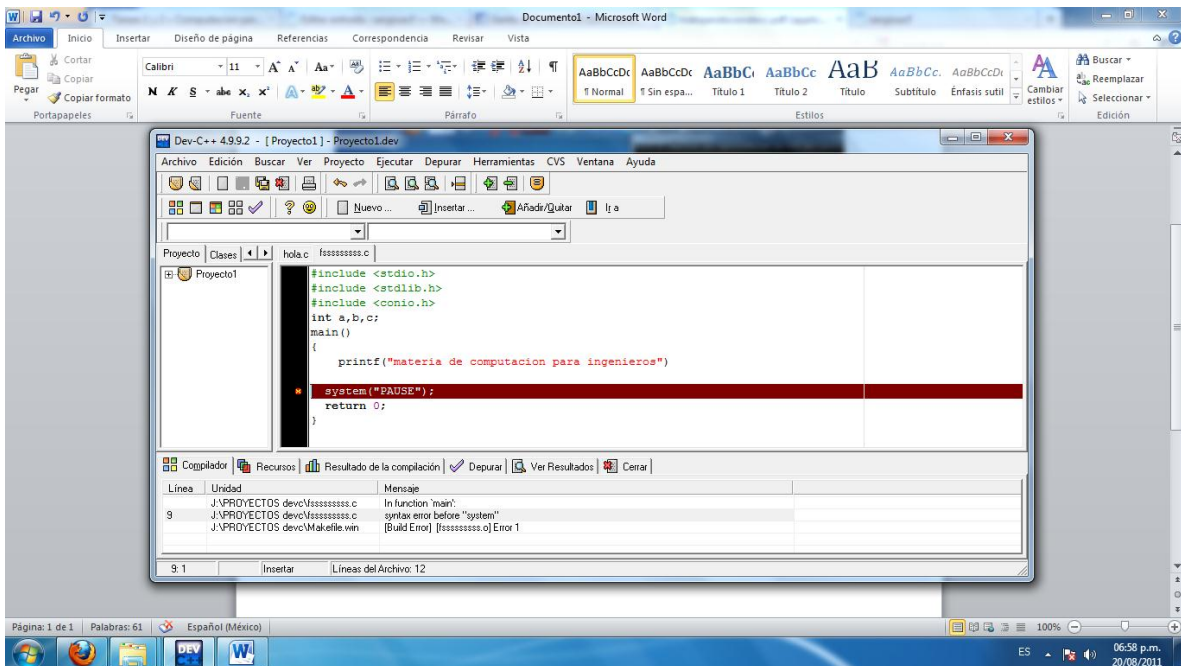 Documento1 - Microsoft Word
Archivo Inicio Insertar Diseño de página Referencias Correspondencia Revisar Vista
Pegar
Cortar
Copiar
Copiar formato
Portapapeles
Calibri 11
N K S abc x₂ x²
Fuente
Párrafo
AaBbCcDc AaBbCcDc AaBbC AaBbCc AaB AaBbCc. AaBbCcDc
¶ Normal ¶ Sin espa... Título 1 Título 2 Título Subtítulo Énfasis sutil
Estilos
Cambiar estilos
Buscar
Reemplazar
Seleccionar
Edición
Dev-C++ 4.9.9.2 - [ Proyecto1 ] - Proyecto1.dev
Archivo Edición Buscar Ver Proyecto Ejecutar Depurar Herramientas CVS Ventana Ayuda
Nuevo ... Insertar ... Añadir/Quitar Ir a
Proyecto Clases hola.c fsssssssss.c
Proyecto1
#include <stdio.h>
#include <stdlib.h>
#include <conio.h>
int a,b,c;
main()
{
printf("materia de computacion para ingenieros")
system("PAUSE");
return 0;
}
Compilador Recursos Resultado de la compilación Depurar Ver Resultados Cerrar
Línea Unidad Mensaje
J:\PROYECTOS devc\fsssssssss.c In function `main':
9 J:\PROYECTOS devc\fsssssssss.c syntax error before "system"
J:\PROYECTOS devc\Makefile.win [Build Error] [fsssssssss.o] Error 1
9: 1 Insertar Líneas del Archivo: 12
Página: 1 de 1 Palabras: 61 Español (México) 100%
DEV W ES 06:58 p.m.
20/08/2011